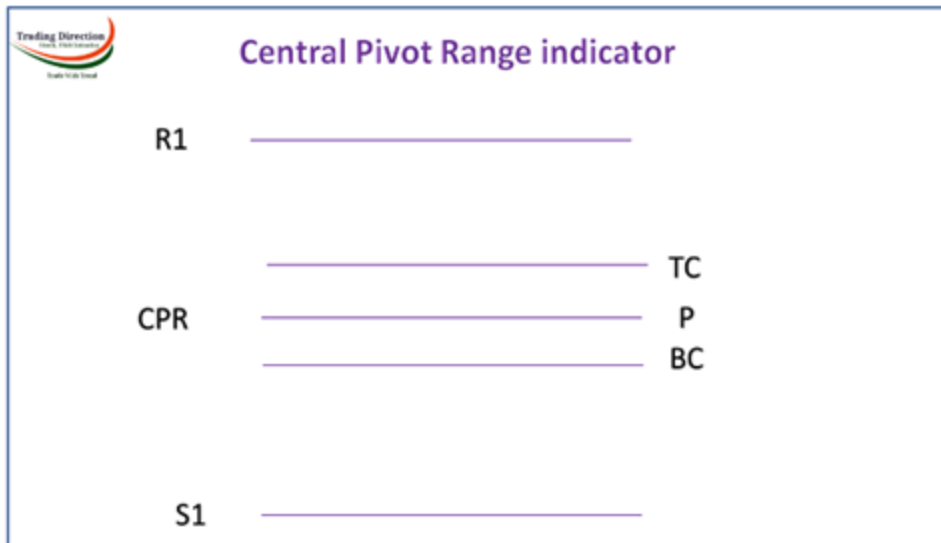 Trading Direction
Central Pivot Range indicator
R1
TC
CPR
P
BC
S1